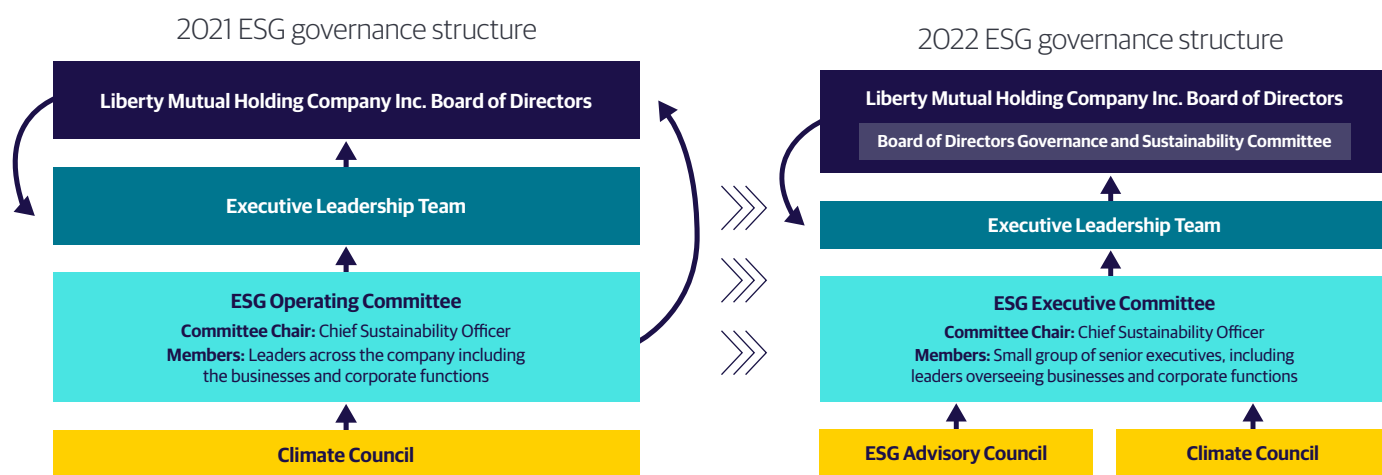 2021 ESG governance structure
Liberty Mutual Holding Company Inc. Board of Directors
Executive Leadership Team
ESG Operating Committee
Committee Chair: Chief Sustainability Officer
Members: Leaders across the company including
the businesses and corporate functions
Climate Council
2022 ESG governance structure
Liberty Mutual Holding Company Inc. Board of Directors
Board of Directors Governance and Sustainability Committee
Executive Leadership Team
ESG Executive Committee
Committee Chair: Chief Sustainability Officer
Members: Small group of senior executives, including
leaders overseeing businesses and corporate functions
ESG Advisory Council
Climate Council